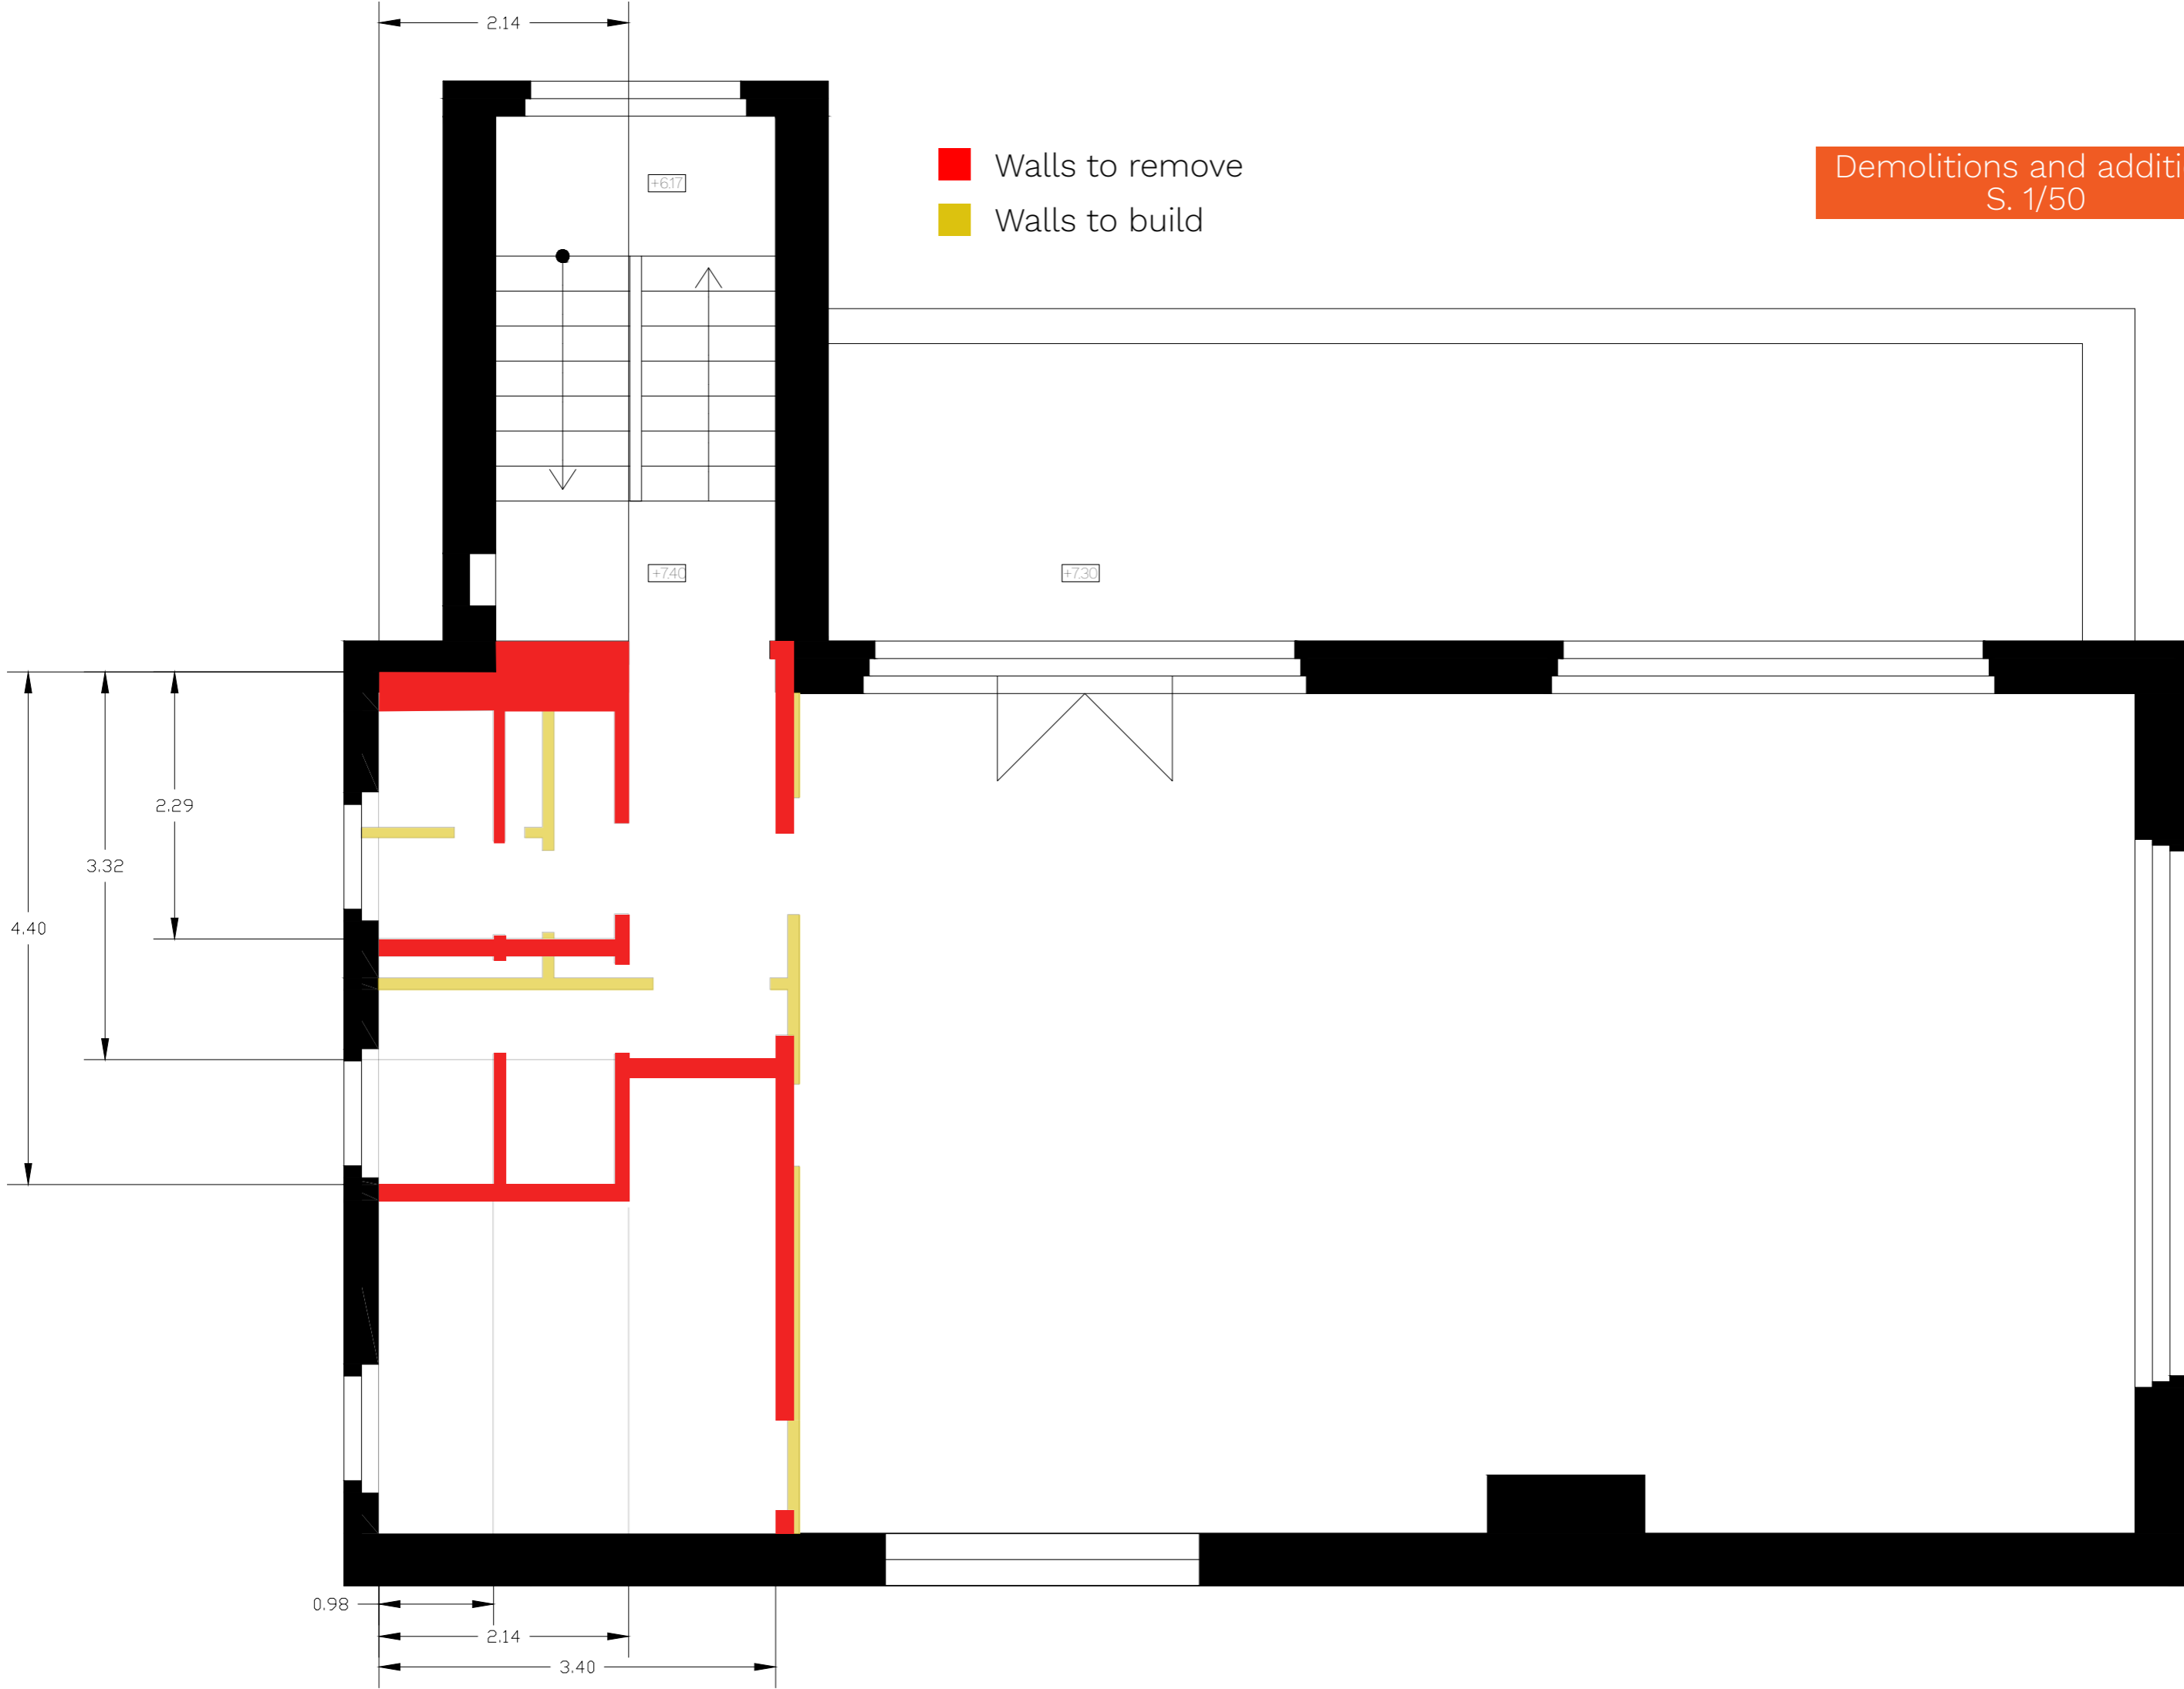 2.14
Walls to remove
Demolitions and additi
+6.17
Walls to build
S. 1/50
+7.40
+7.30
2.29
3.32
4.40
0.98
2.14
3.40